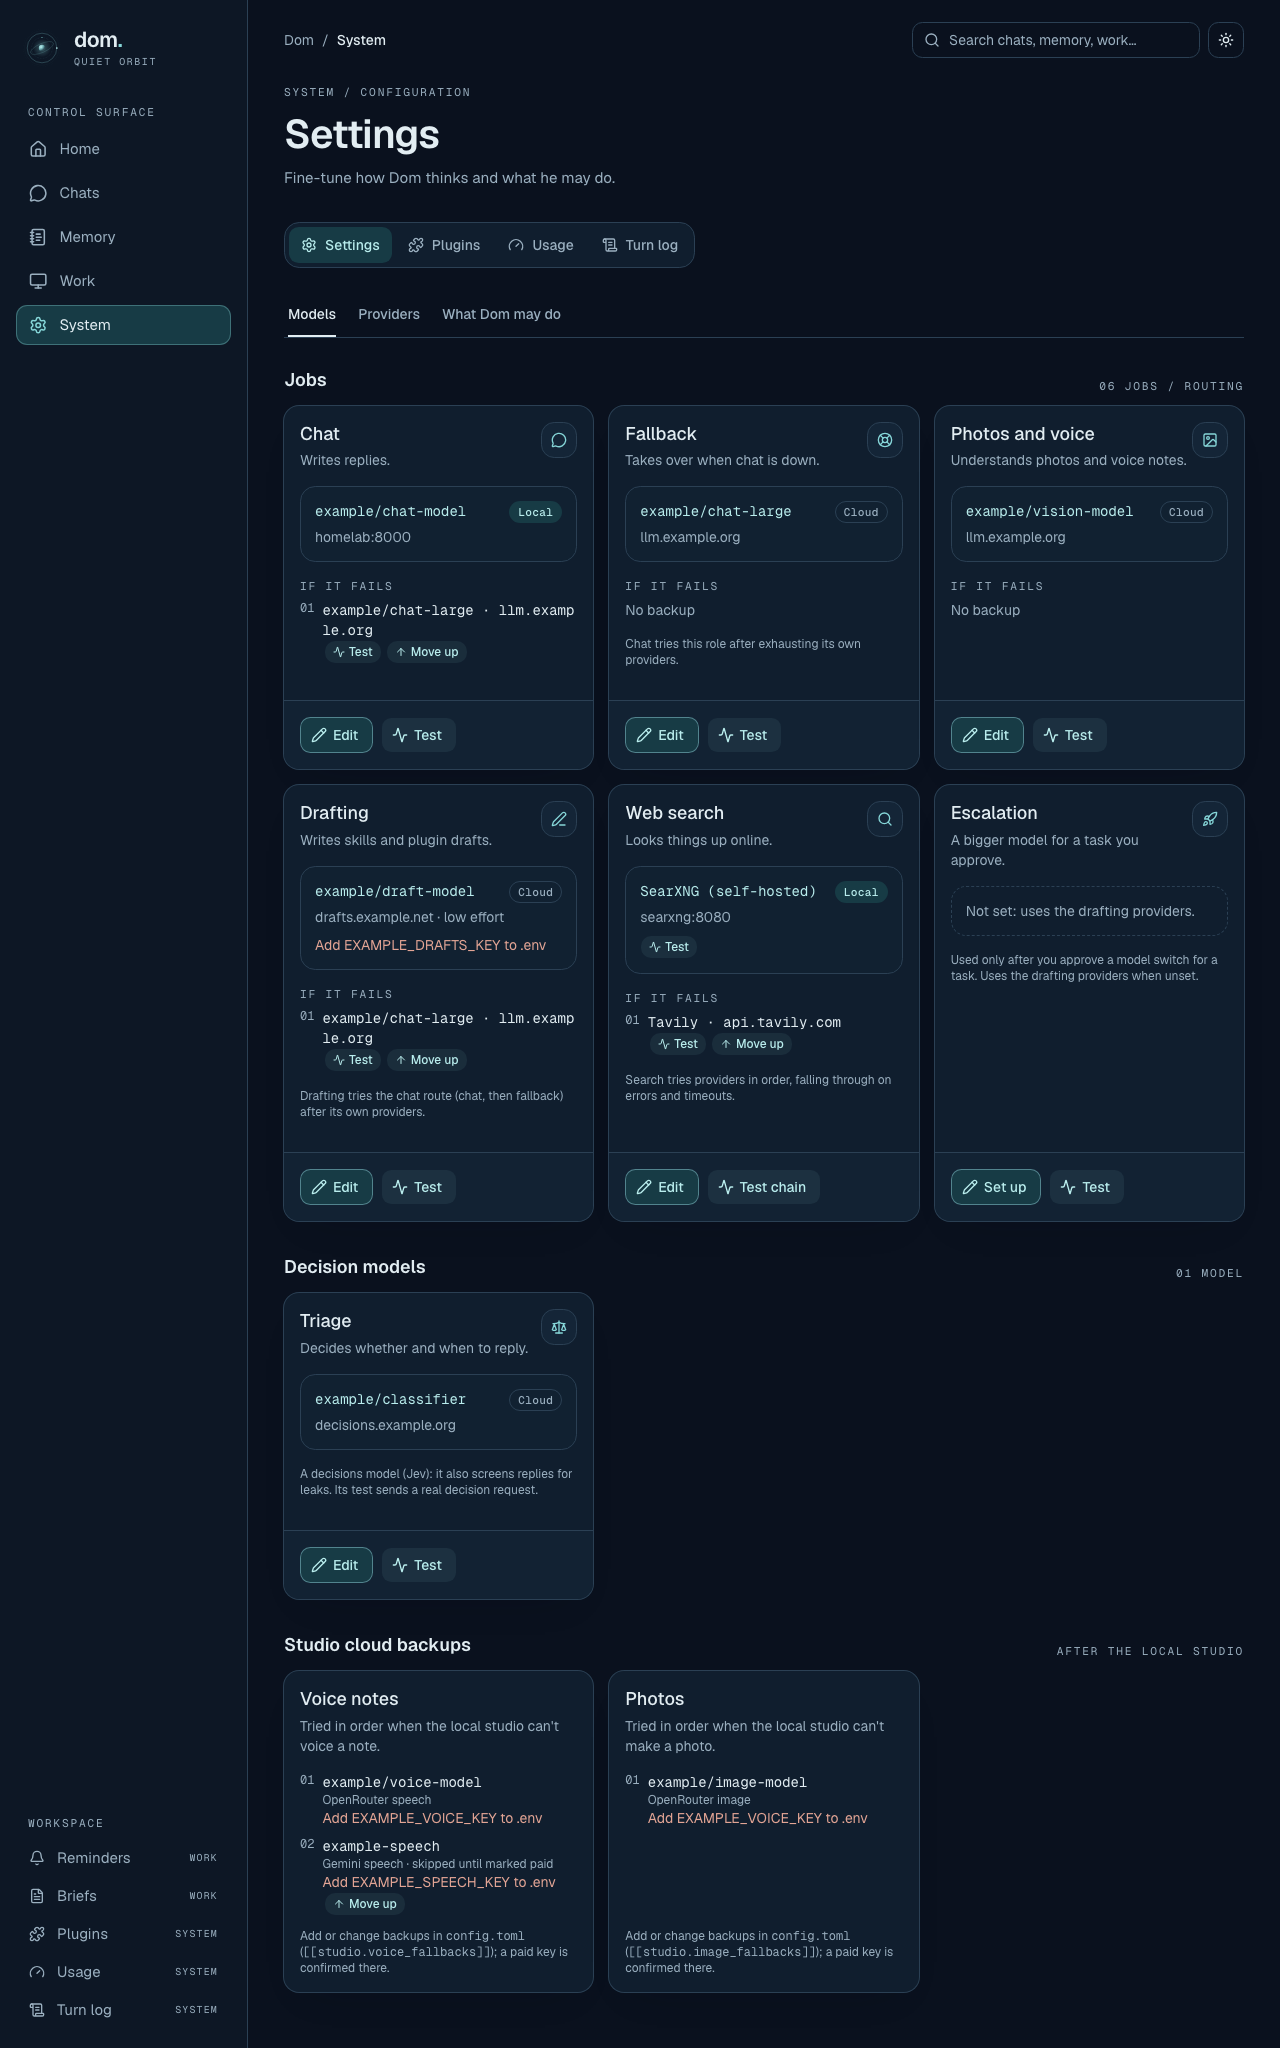 dom.
QUIET ORBIT
CONTROL SURFACE
Home
Chats
Memory
Work
System
Dom / System
Search chats, memory, work…
SYSTEM / CONFIGURATION
Settings
Fine-tune how Dom thinks and what he may do.
Settings Plugins Usage Turn log
Models Providers What Dom may do
Jobs
06 JOBS / ROUTING
Chat
Writes replies.
example/chat-model Local
homelab:8000
IF IT FAILS
01 example/chat-large · llm.examp
le.org
Test Move up
Edit Test
Fallback
Takes over when chat is down.
example/chat-large Cloud
llm.example.org
IF IT FAILS
No backup
Chat tries this role after exhausting its own
providers.
Edit Test
Photos and voice
Understands photos and voice notes.
example/vision-model Cloud
llm.example.org
IF IT FAILS
No backup
Edit Test
Drafting
Writes skills and plugin drafts.
example/draft-model Cloud
drafts.example.net · low effort
Add EXAMPLE_DRAFTS_KEY to .env
IF IT FAILS
01 example/chat-large · llm.examp
le.org
Test Move up
Drafting tries the chat route (chat, then fallback)
after its own providers.
Edit Test
Web search
Looks things up online.
SearXNG (self-hosted) Local
searxng:8080
Test
IF IT FAILS
01 Tavily · api.tavily.com
Test Move up
Search tries providers in order, falling through on
errors and timeouts.
Edit Test chain
Escalation
A bigger model for a task you
approve.
Not set: uses the drafting providers.
Used only after you approve a model switch for a
task. Uses the drafting providers when unset.
Set up Test
Decision models
01 MODEL
Triage
Decides whether and when to reply.
example/classifier Cloud
decisions.example.org
A decisions model (Jev): it also screens replies for
leaks. Its test sends a real decision request.
Edit Test
Studio cloud backups
AFTER THE LOCAL STUDIO
Voice notes
Tried in order when the local studio can't
voice a note.
01 example/voice-model
OpenRouter speech
Add EXAMPLE_VOICE_KEY to .env
02 example-speech
Gemini speech · skipped until marked paid
Add EXAMPLE_SPEECH_KEY to .env
Move up
Add or change backups in config.toml
([[studio.voice_fallbacks]]); a paid key is
confirmed there.
Photos
Tried in order when the local studio can't
make a photo.
01 example/image-model
OpenRouter image
Add EXAMPLE_VOICE_KEY to .env
Add or change backups in config.toml
([[studio.image_fallbacks]]); a paid key is
confirmed there.
WORKSPACE
Reminders WORK
Briefs WORK
Plugins SYSTEM
Usage SYSTEM
Turn log SYSTEM